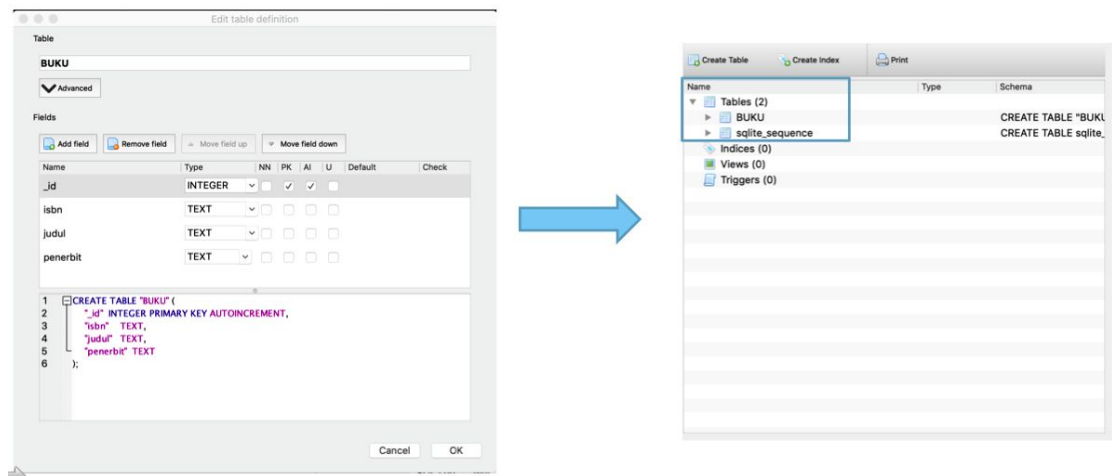 Edit table definition
Table
BUKU
Advanced
Fields
Add field Remove field Move field up Move field down
Name Type NN PK AI U Default Check
_id INTEGER
isbn TEXT
judul TEXT
penerbit TEXT
1 CREATE TABLE "BUKU" (
2 "_id" INTEGER PRIMARY KEY AUTOINCREMENT,
3 "isbn" TEXT,
4 "judul" TEXT,
5 "penerbit" TEXT
6 );
Cancel OK
Create Table Create Index Print
Name Type Schema
Tables (2)
BUKU CREATE TABLE "BUKU
sqlite_sequence CREATE TABLE sqlite_
Indices (0)
Views (0)
Triggers (0)